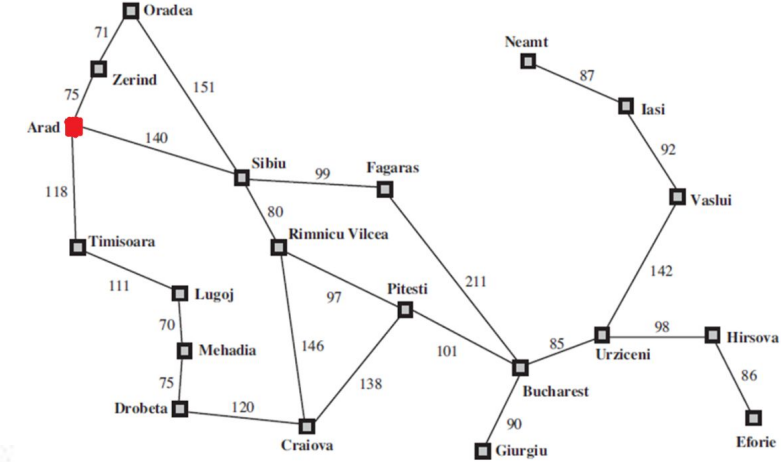 Oradea
71
Neamt
Zerind
87
151
75
Iasi
Arad
140
92
Sibiu
Fagaras
99
118
Vaslui
80
Timisoara
Rimnicu Vilcea
142
111
211
Lugoj
Pitesti
97
70
98
Hirsova
85
146
101
Urziceni
Mehadia
86
75
138
Bucharest
Drobeta
120
90
Craiova
Eforie
Giurgiu